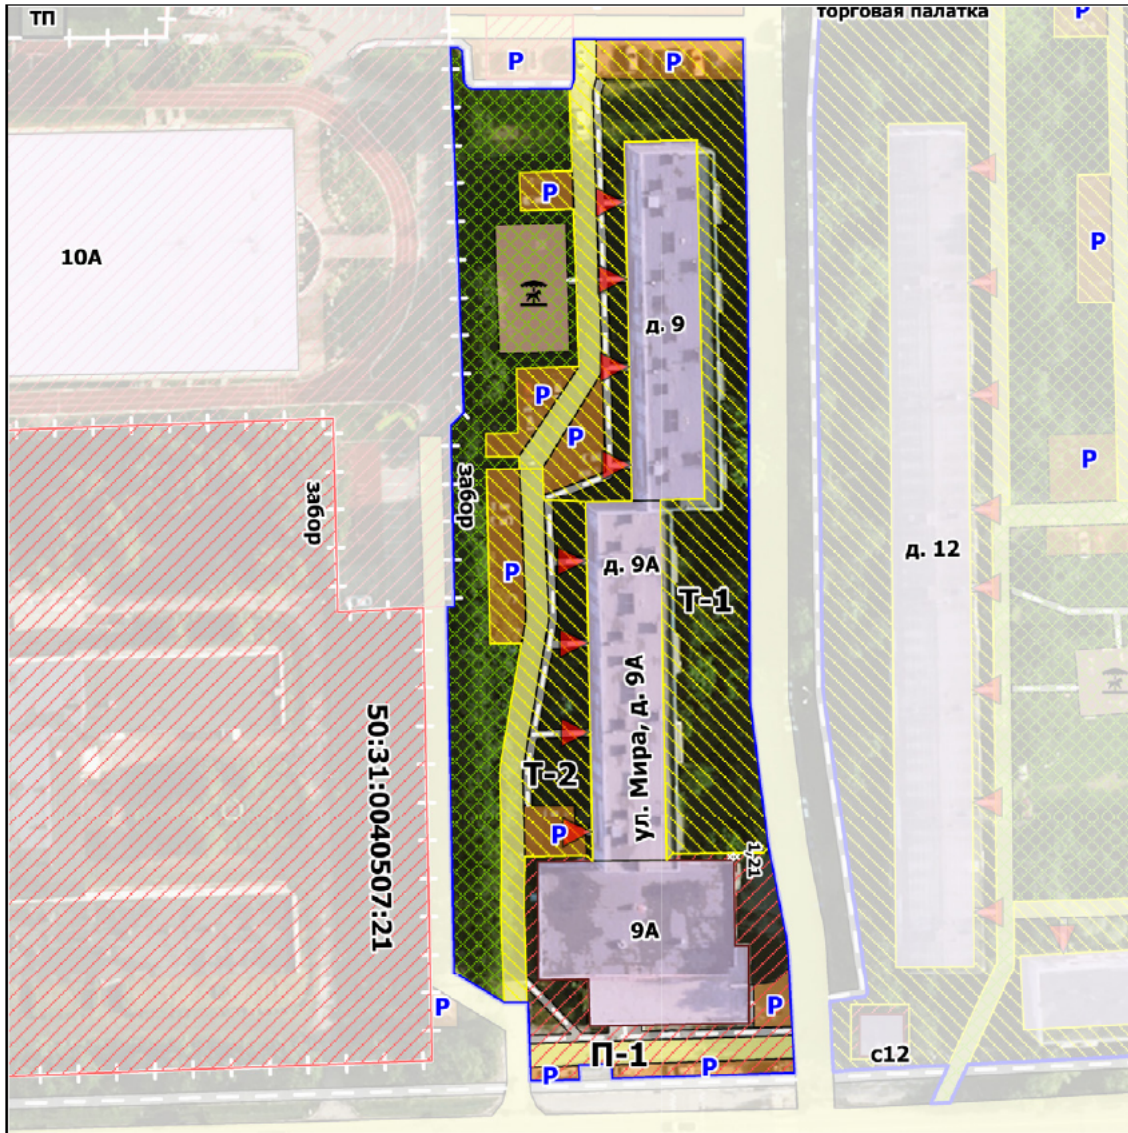 ТП
торговая палатка
P
P
P
P
10А
P
д. 9
P
P
P
забор
забор
д. 12
д. 9А
P
Т-1
ул. Мира, д. 9А
50:31:0040507:21
Т-2
P
1,21
9А
P
P
с12
П-1
P
P